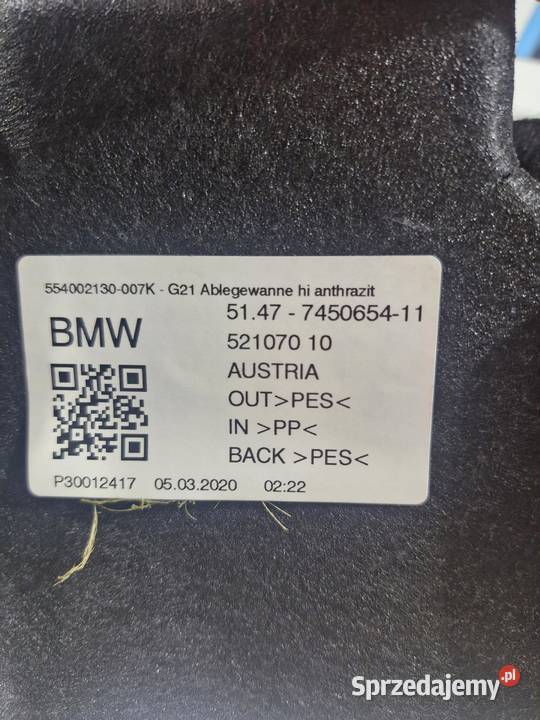 554002130-007K - G21 Ablegewanne hi anthrazit
BMW
51.47 - 7450654-11
521070 10
AUSTRIA
OUT>PES<
IN >PP<
BACK >PES<
P30012417 05.03.2020 02:22
Sprzedajemy.pl